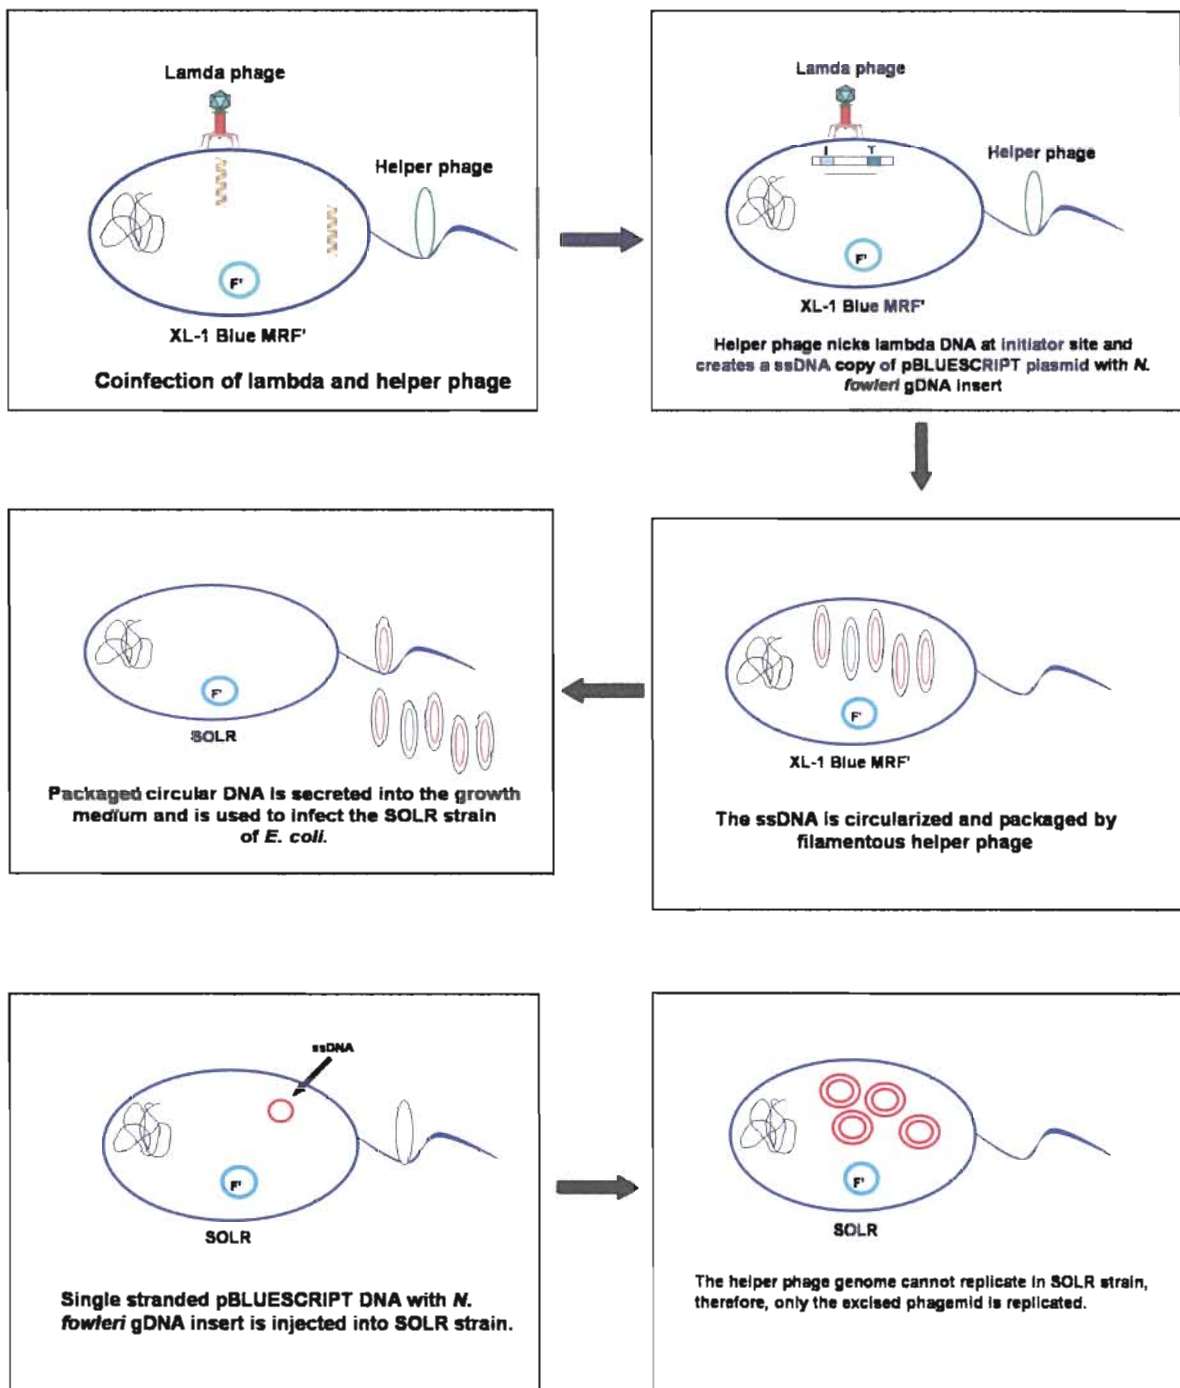 Lamda phage
Helper phage
F'
XL-1 Blue MRF'
Coinfection of lambda and helper phage
Lamda phage
I T
Helper phage
F'
XL-1 Blue MRF'
Helper phage nicks lambda DNA at initiator site and
creates a ssDNA copy of pBLUESCRIPT plasmid with N.
fowleri gDNA insert
F'
XL-1 Blue MRF'
The ssDNA is circularized and packaged by
filamentous helper phage
F'
SOLR
Packaged circular DNA is secreted into the growth
medium and is used to infect the SOLR strain
of E. coli.
ssDNA
F'
SOLR
Single stranded pBLUESCRIPT DNA with N.
fowleri gDNA insert is injected into SOLR strain.
F'
SOLR
The helper phage genome cannot replicate in SOLR strain,
therefore, only the excised phagemid is replicated.